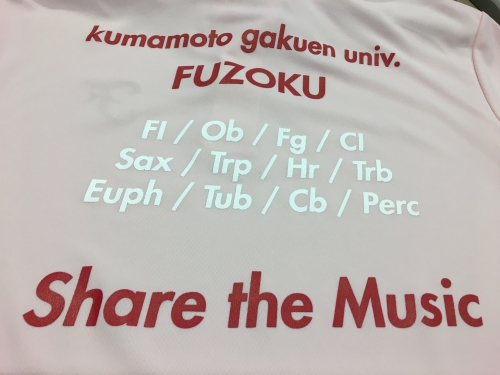 kumamoto gakuen univ.
FUZOKU
Fl / Ob / Fg / Cl
Sax / Trp / Hr / Trb
Euph / Tub / Cb / Perc
Share the Music